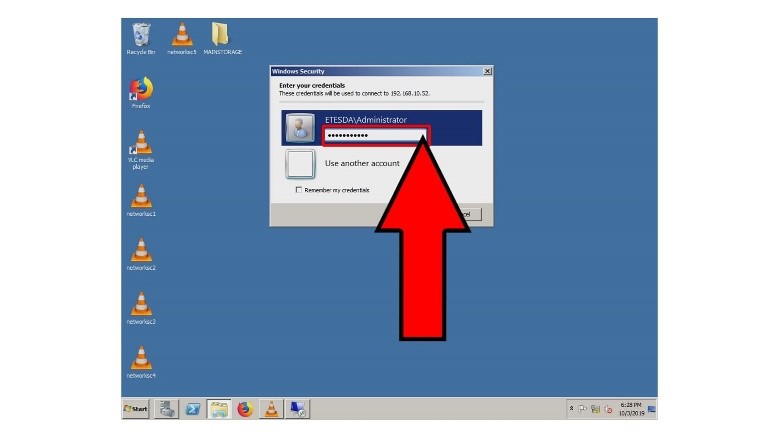 Recycle Bin
networksc5
MAINSTORAGE
Firefox
VLC media
player
networksc1
networksc2
networksc3
networksc4
Windows Security
Enter your credentials
These credentials will be used to connect to 192.168.10.52.
ETESDA\Administrator
•••••••••••
Use another account
Remember my credentials
cel
Start
6:28 PM
10/3/2019